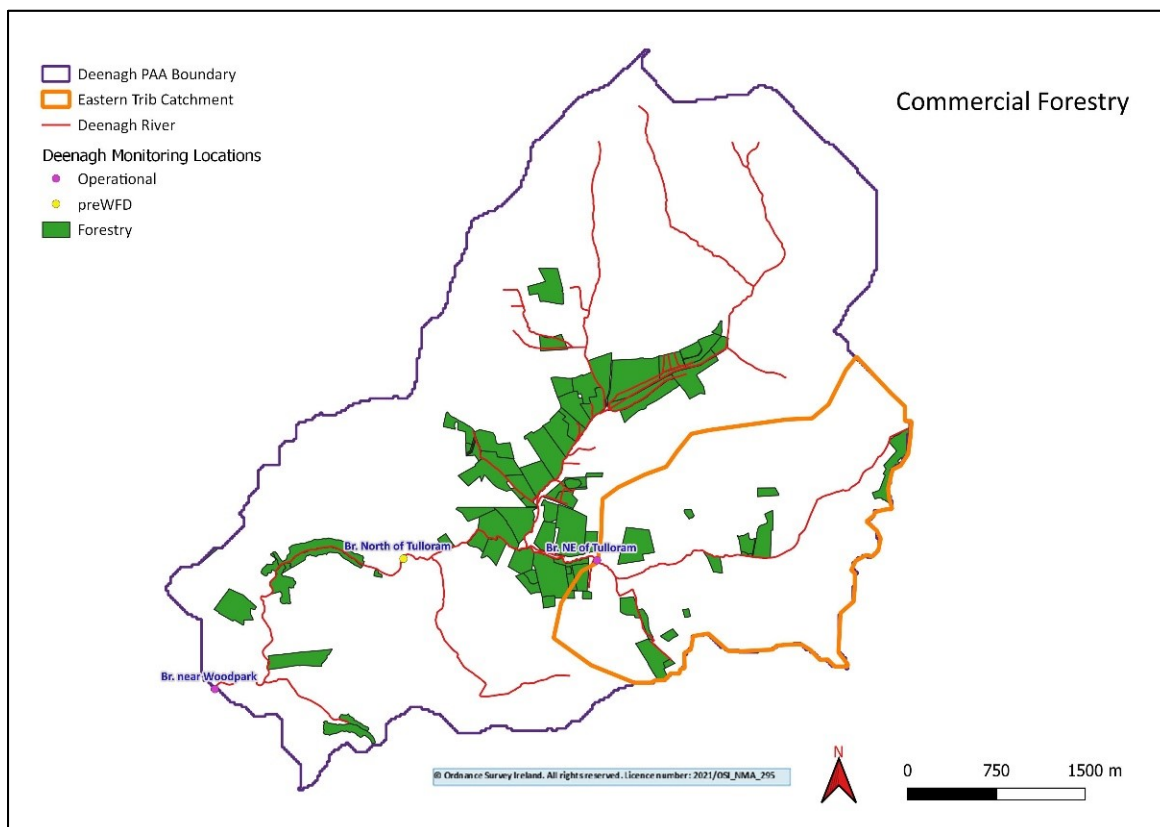 Commercial Forestry
Deenagh PAA Boundary
Eastern Trib Catchment
Deenagh River
Deenagh Monitoring Locations
Operational
preWFD
Forestry
Br. North of Tulloram
Br. NE of Tulloram
Br. near Woodpark
© Ordnance Survey Ireland. All rights reserved. Licence number: 2021/OSI_NMA_295
N
0 750 1500 m